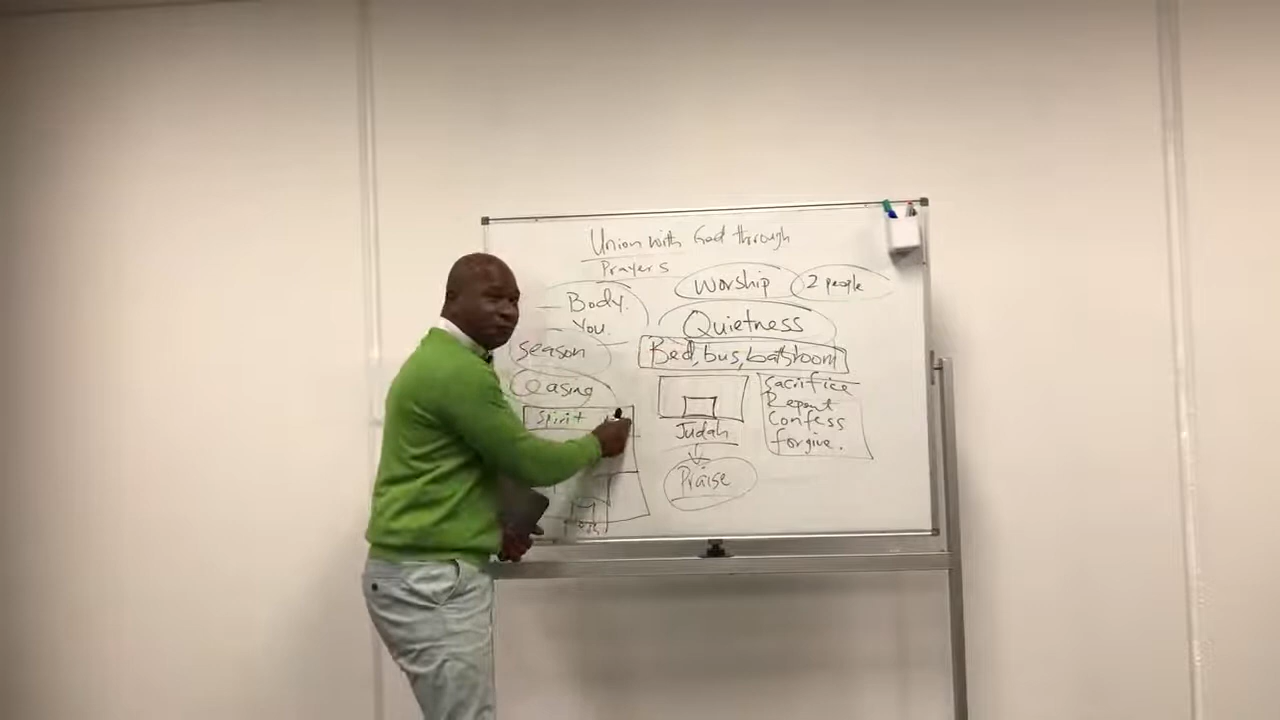 Union with God through
Prayers
Worship
2 people
Body.
You.
Quietness
season
Bed, bus, bathroom
Ceasing
Sacrifice
Repent
Confess
forgive.
Spirit
Judah
Praise